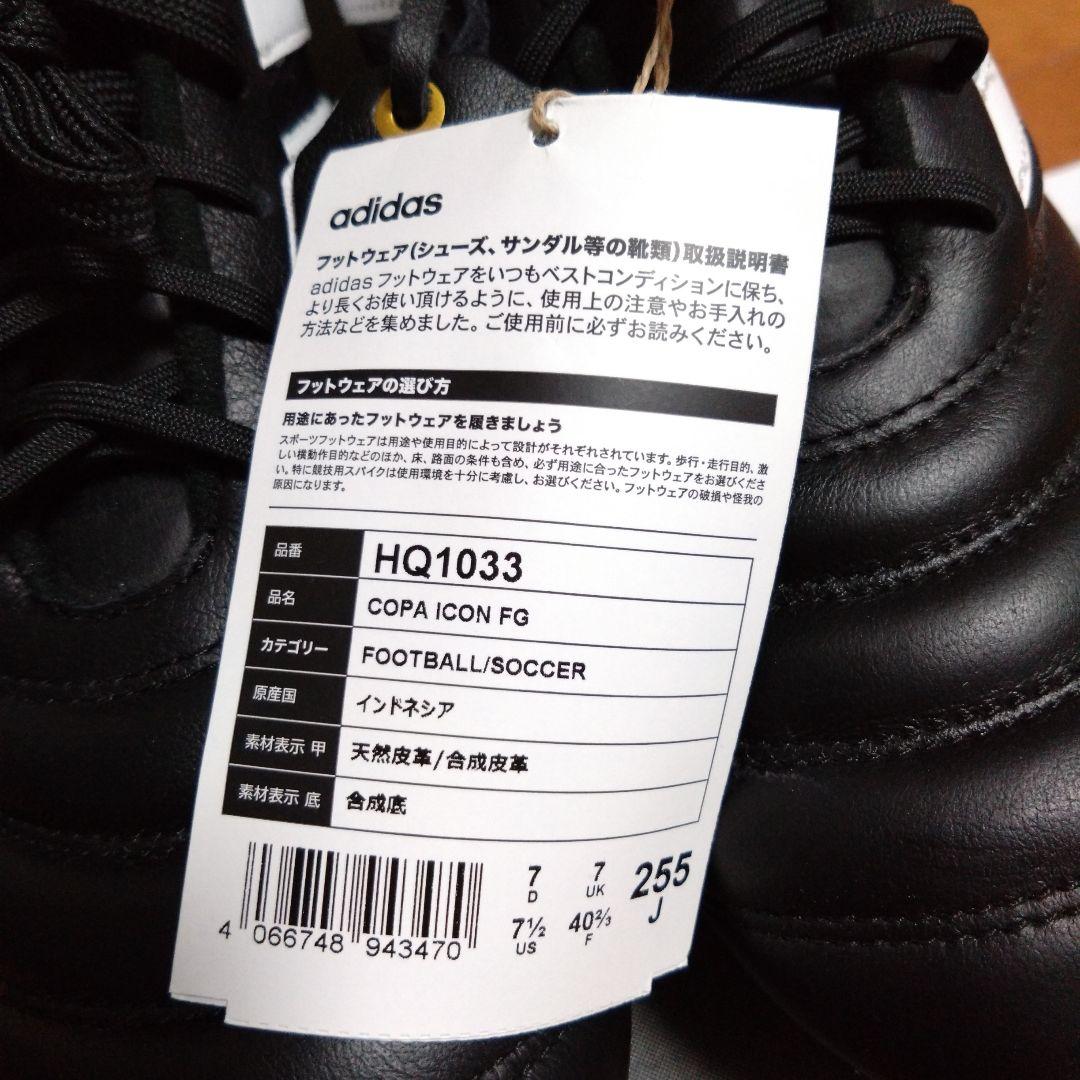 adidas
フットウェア(シューズ、サンダル等の靴類)取扱説明書
adidas フットウェアをいつもベストコンディションに保ち、
より長くお使い頂けるように、使用上の注意やお手入れの
方法などを集めました。ご使用前に必ずお読みください。
フットウェアの選び方
用途にあったフットウェアを履きましょう
スポーツフットウェアは用途や使用目的によって設計がそれぞれされています。歩行・走行目的、激
しい横動作目的などのほか、床、路面の条件も含め、必ず用途に合ったフットウェアをお選びくださ
い。特に競技用スパイクは使用環境を十分に考慮し、お選びください。フットウェアの破損や怪我の
原因になります。
品番 HQ1033
品名 COPA ICON FG
カテゴリー FOOTBALL/SOCCER
原産国 インドネシア
素材表示 甲 天然皮革/合成皮革
素材表示 底 合成底
4 066748 943470
7 D 7 UK 255 J
7½ US 40⅔ F